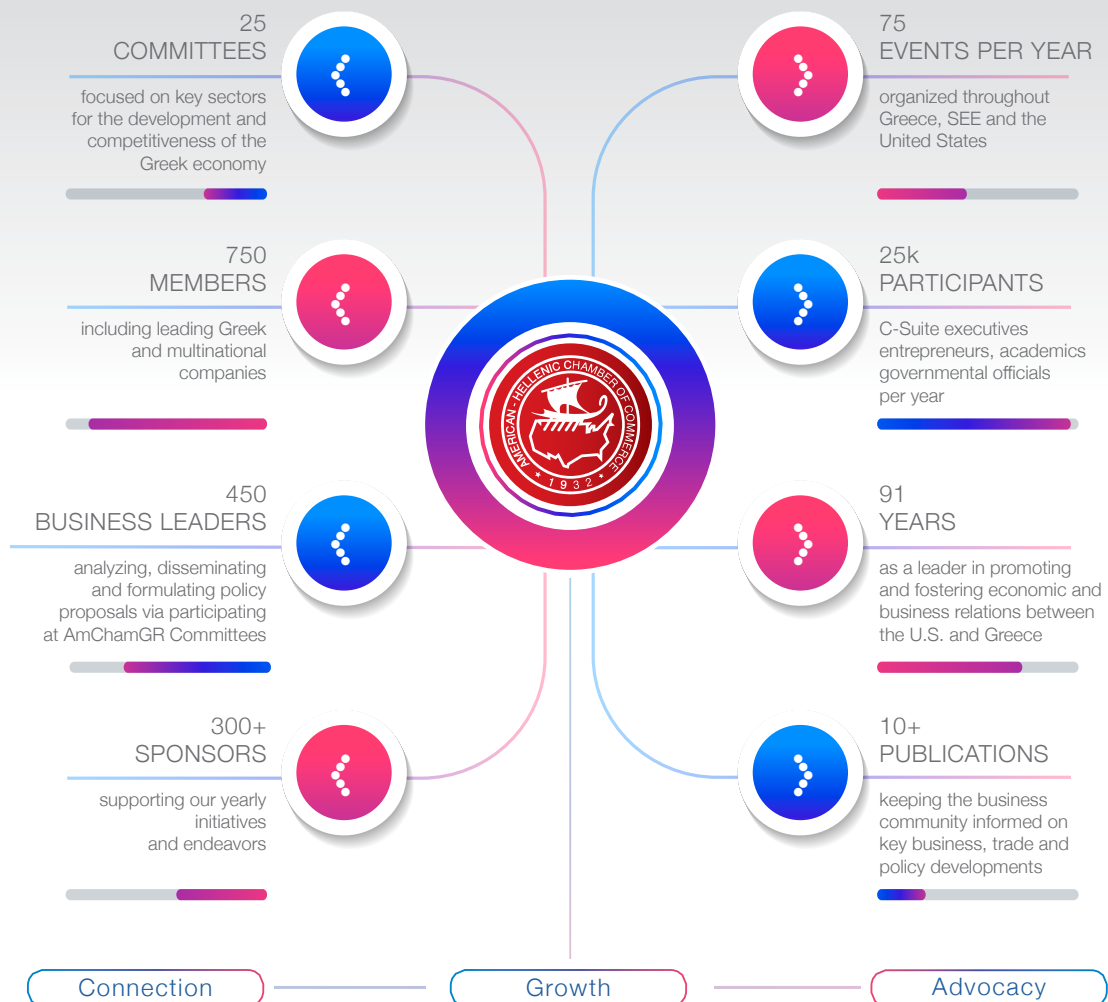 25
COMMITTEES
focused on key sectors
for the development and
competitiveness of the
Greek economy
750
MEMBERS
including leading Greek
and multinational
companies
450
BUSINESS LEADERS
analyzing, disseminating
and formulating policy
proposals via participating
at AmChamGR Committees
300+
SPONSORS
supporting our yearly
initiatives
and endeavors
AMERICAN - HELLENIC CHAMBER OF COMMERCE
* 1932 *
75
EVENTS PER YEAR
organized throughout
Greece, SEE and the
United States
25k
PARTICIPANTS
C-Suite executives
entrepreneurs, academics
governmental officials
per year
91
YEARS
as a leader in promoting
and fostering economic and
business relations between
the U.S. and Greece
10+
PUBLICATIONS
keeping the business
community informed on
key business, trade and
policy developments
Connection
Growth
Advocacy